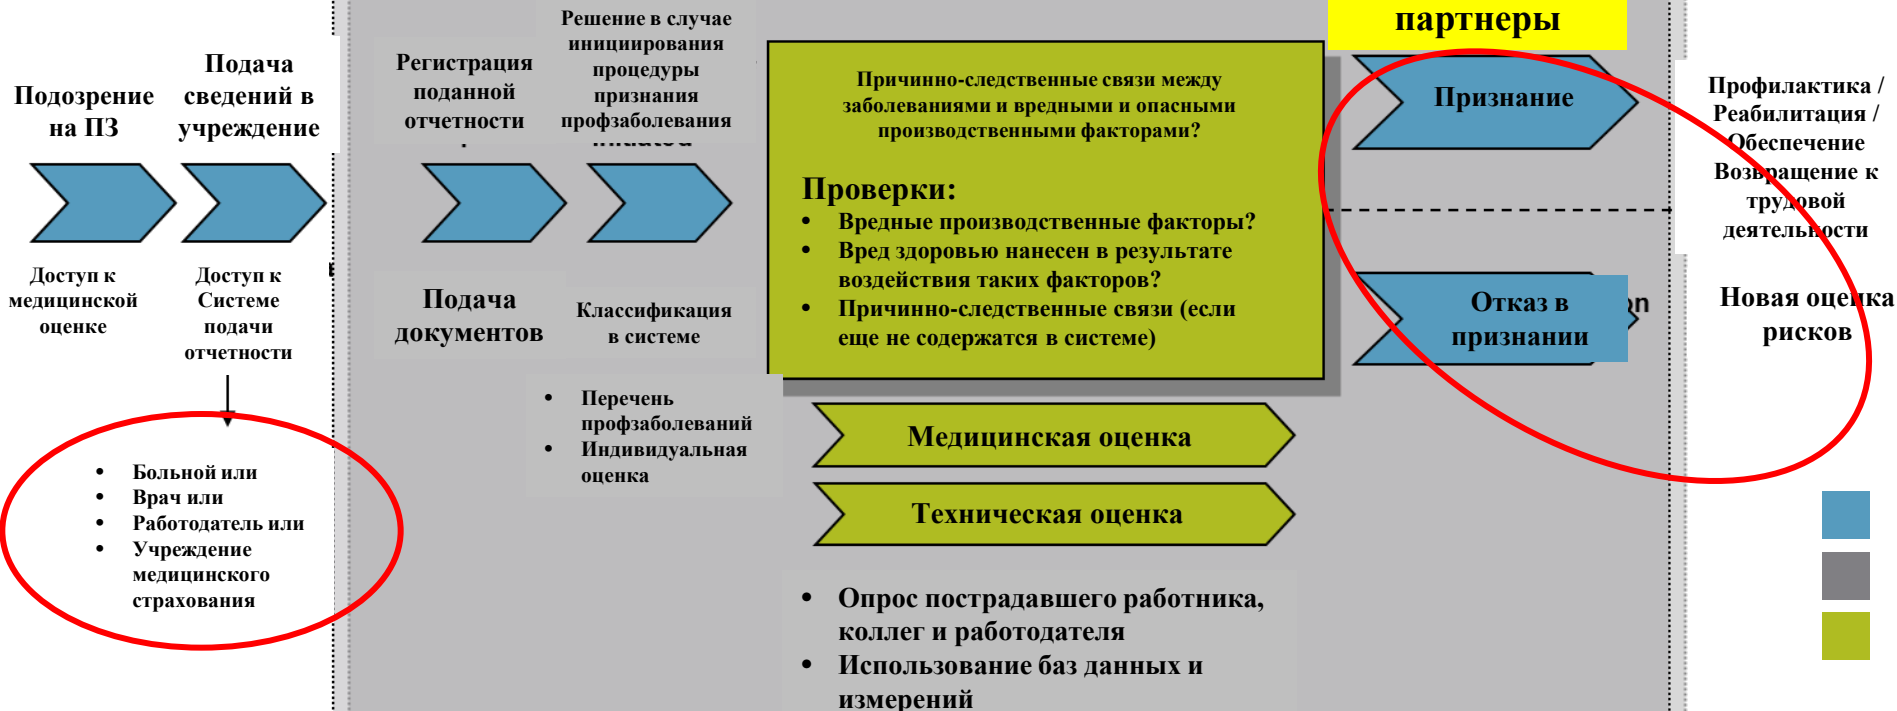 Подозрение
на ПЗ
Доступ к
медицинской
оценке
Подача
сведений в
учреждение
Доступ к
Системе
подачи
отчетности
• Больной или
• Врач или
• Работодатель или
• Учреждение
медицинского
страхования
Регистрация
поданной
отчетности
Подача
документов
Решение в случае
инициирования
процедуры
признания
профзаболевания
Классификация
в системе
• Перечень
профзаболеваний
• Индивидуальная
оценка
Причинно-следственные связи между
заболеваниями и вредными и опасными
производственными факторами?
Проверки:
• Вредные производственные факторы?
• Вред здоровью нанесен в результате
воздействия таких факторов?
• Причинно-следственные связи (если
еще не содержатся в системе)
Медицинская оценка
Техническая оценка
• Опрос пострадавшего работника,
коллег и работодателя
• Использование баз данных и
измерений
партнеры
Признание
Отказ в
признании
on
Профилактика /
Реабилитация /
Обеспечение
Возвращение к
трудовой
деятельности
Новая оценка
рисков